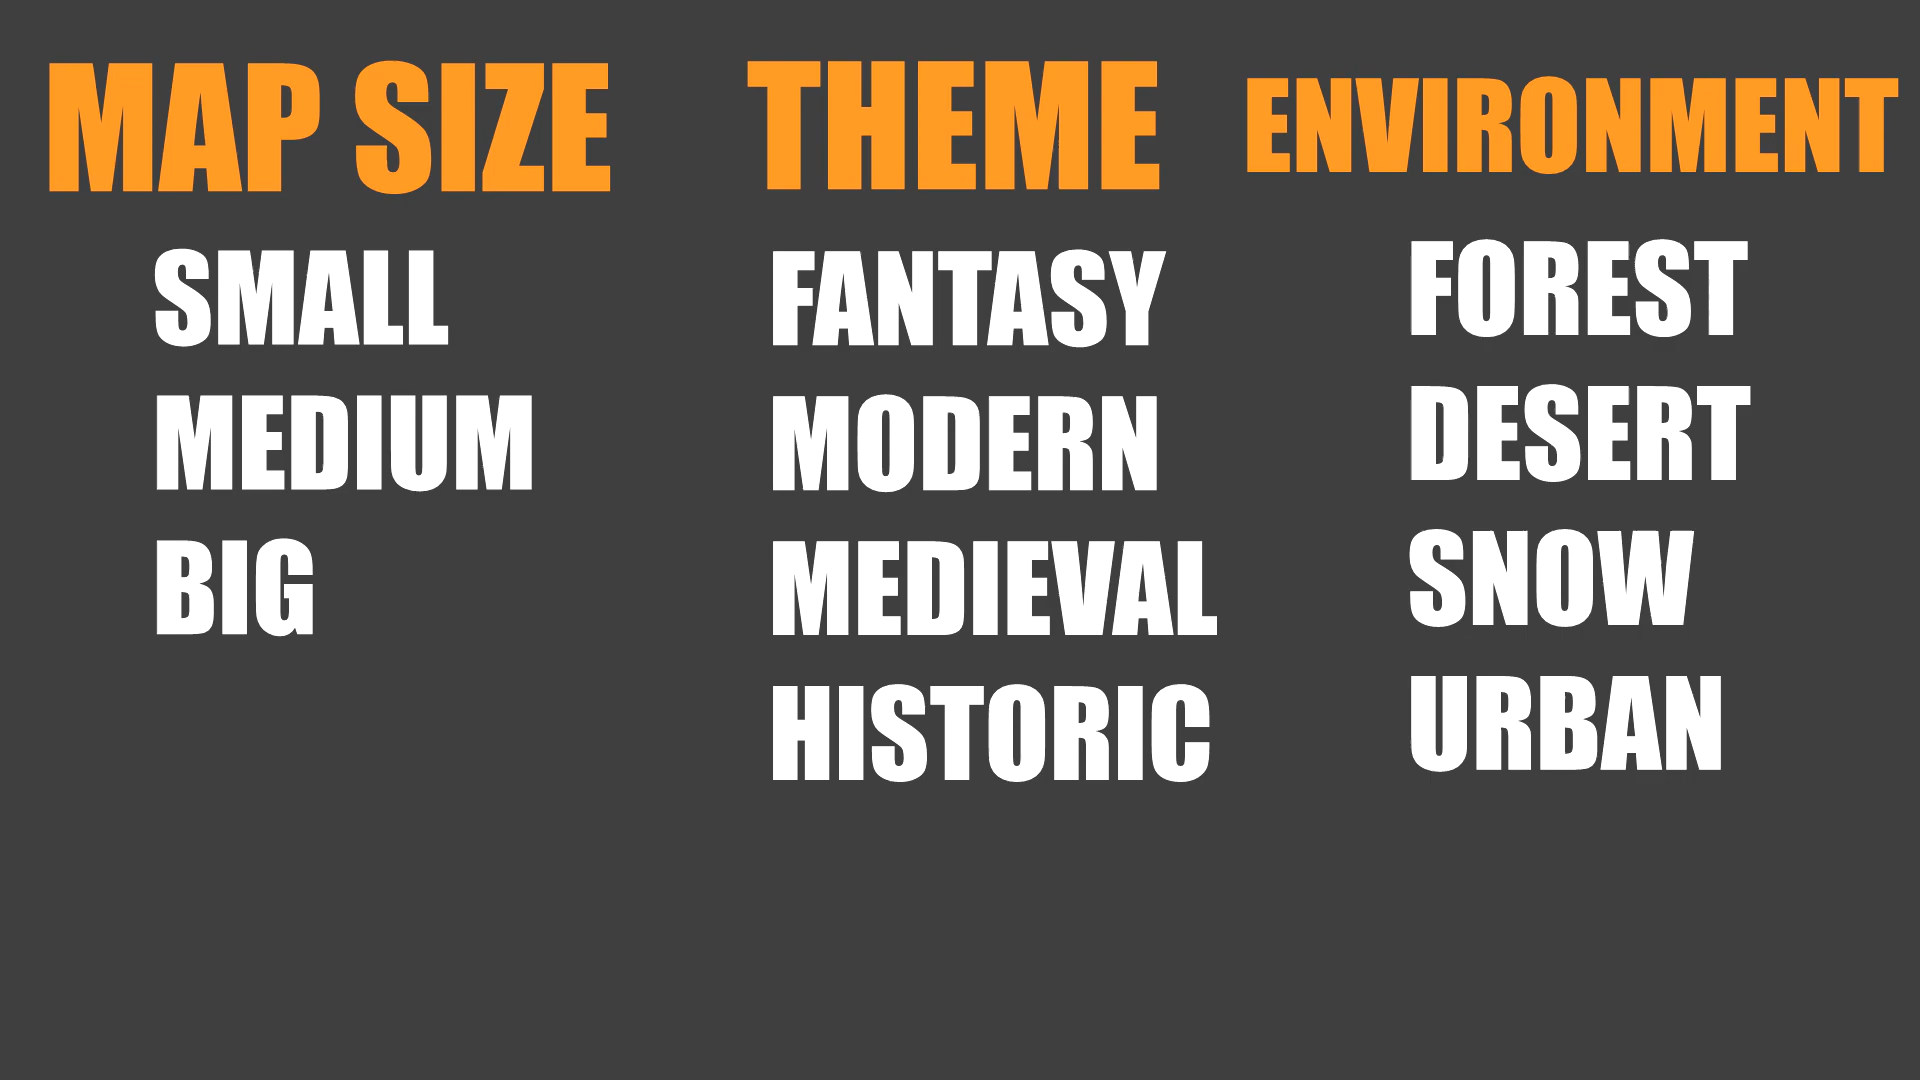 MAP SIZE
SMALL
MEDIUM
BIG
THEME
FANTASY
MODERN
MEDIEVAL
HISTORIC
ENVIRONMENT
FOREST
DESERT
SNOW
URBAN